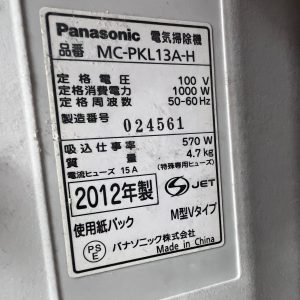 Panasonic 電気掃除機
品番 MC-PKL13A-H
定格電圧 100 V
定格消費電力 1000 W
定格周波数 50-60Hz
製造番号
024561
吸込仕事率 570 W
質量 4.7 kg
電流ヒューズ 15A (特殊専用ヒューズ)
2012年製 S JET
使用紙パック M型Vタイプ
PS E パナソニック株式会社
Made in China